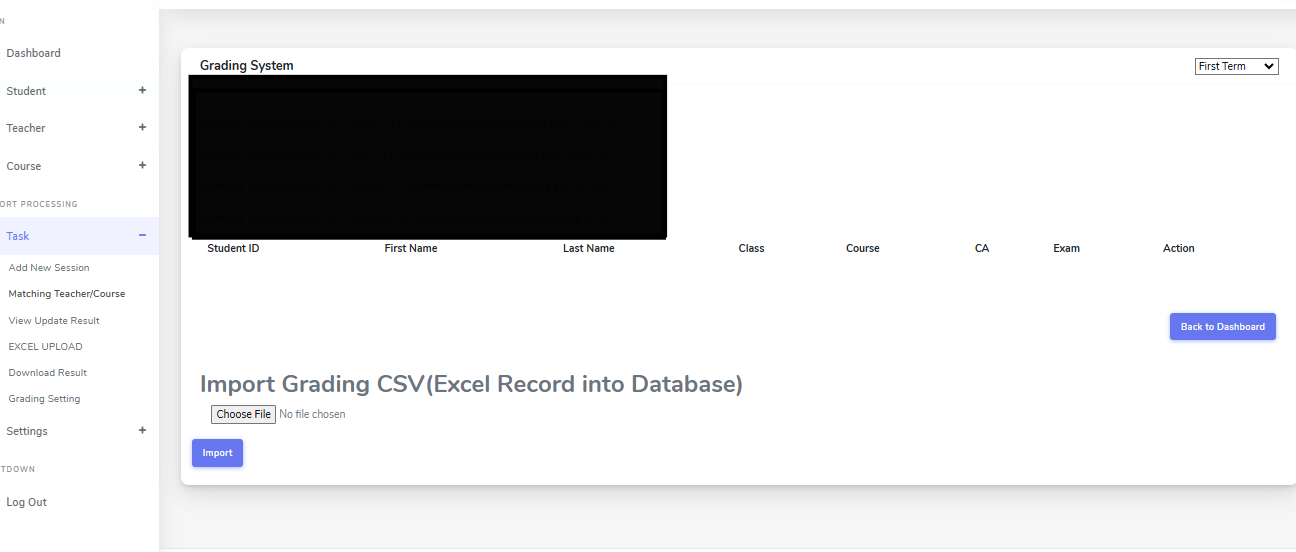 N
Dashboard
Student +
Teacher +
Course +
ORT PROCESSING
Task −
Add New Session
Matching Teacher/Course
View Update Result
EXCEL UPLOAD
Download Result
Grading Setting
Settings +
TDOWN
Log Out
Grading System
First Term
Student ID First Name Last Name Class Course CA Exam Action
Back to Dashboard
Import Grading CSV(Excel Record into Database)
Choose File No file chosen
Import